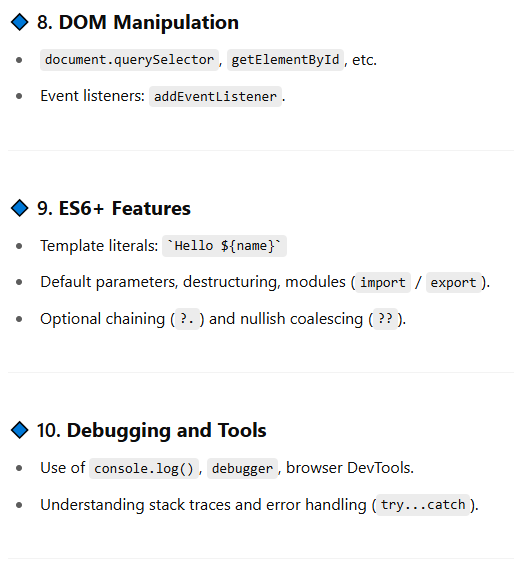 8. DOM Manipulation
document.querySelector, getElementById, etc.
Event listeners: addEventListener.
9. ES6+ Features
Template literals: `Hello ${name}`
Default parameters, destructuring, modules (import / export).
Optional chaining (?.) and nullish coalescing (??).
10. Debugging and Tools
Use of console.log(), debugger, browser DevTools.
Understanding stack traces and error handling (try...catch).